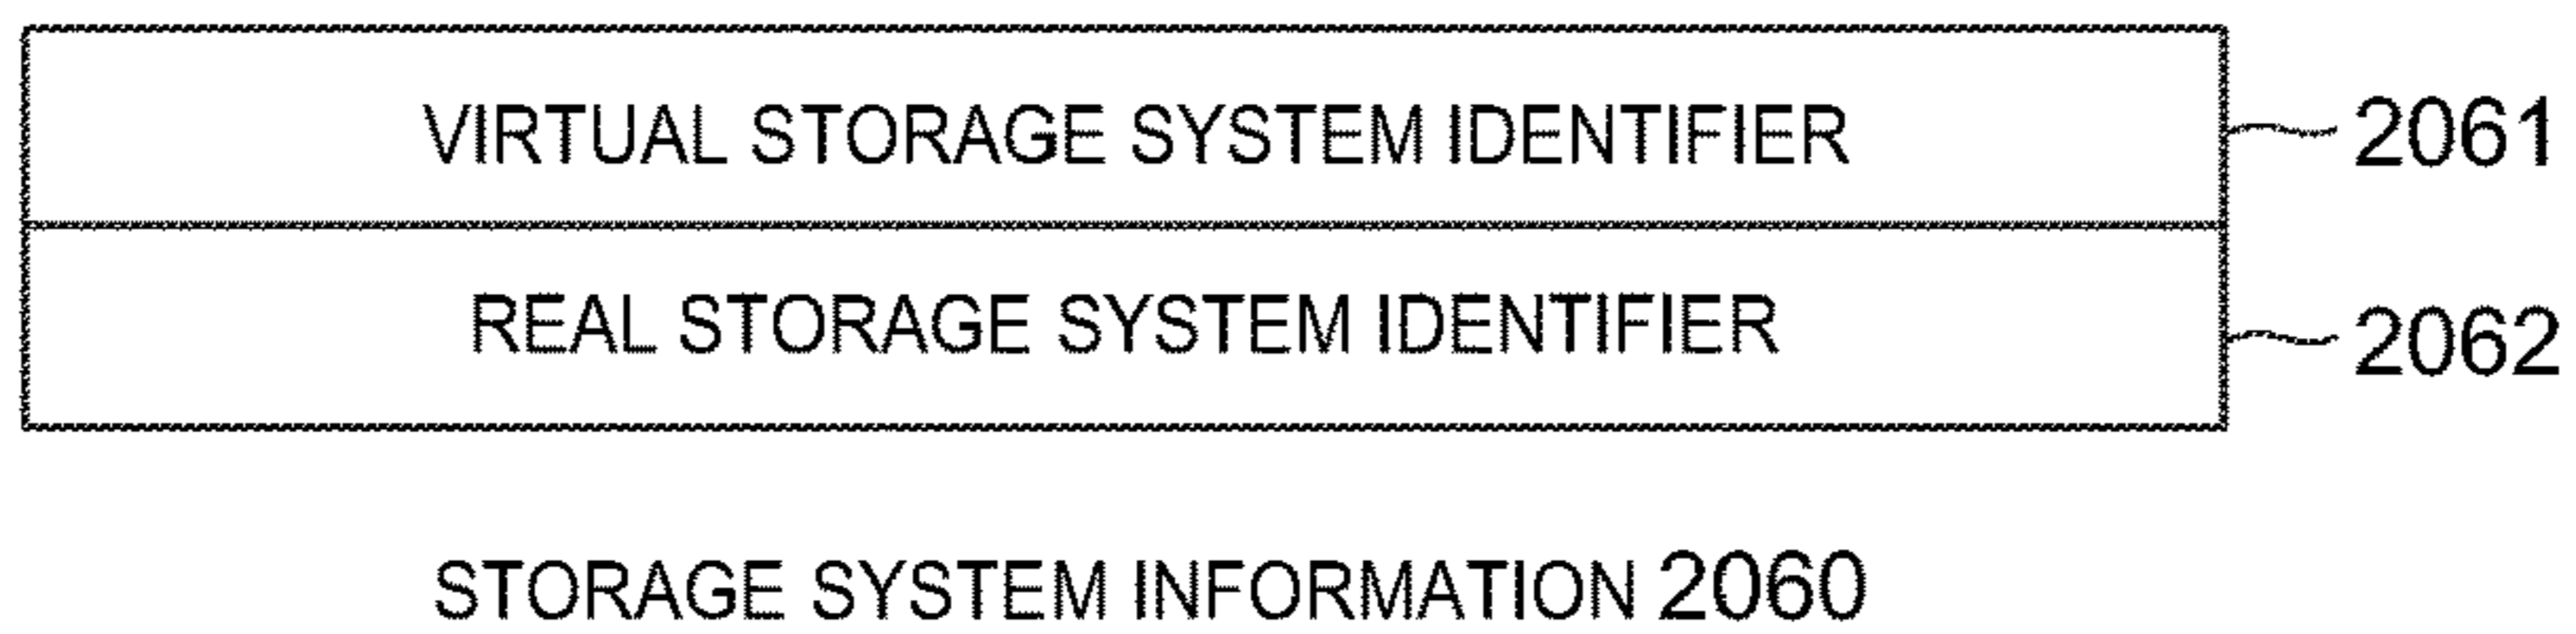 VIRTUAL STORAGE SYSTEM IDENTIFIER 2061
REAL STORAGE SYSTEM IDENTIFIER 2062
STORAGE SYSTEM INFORMATION 2060